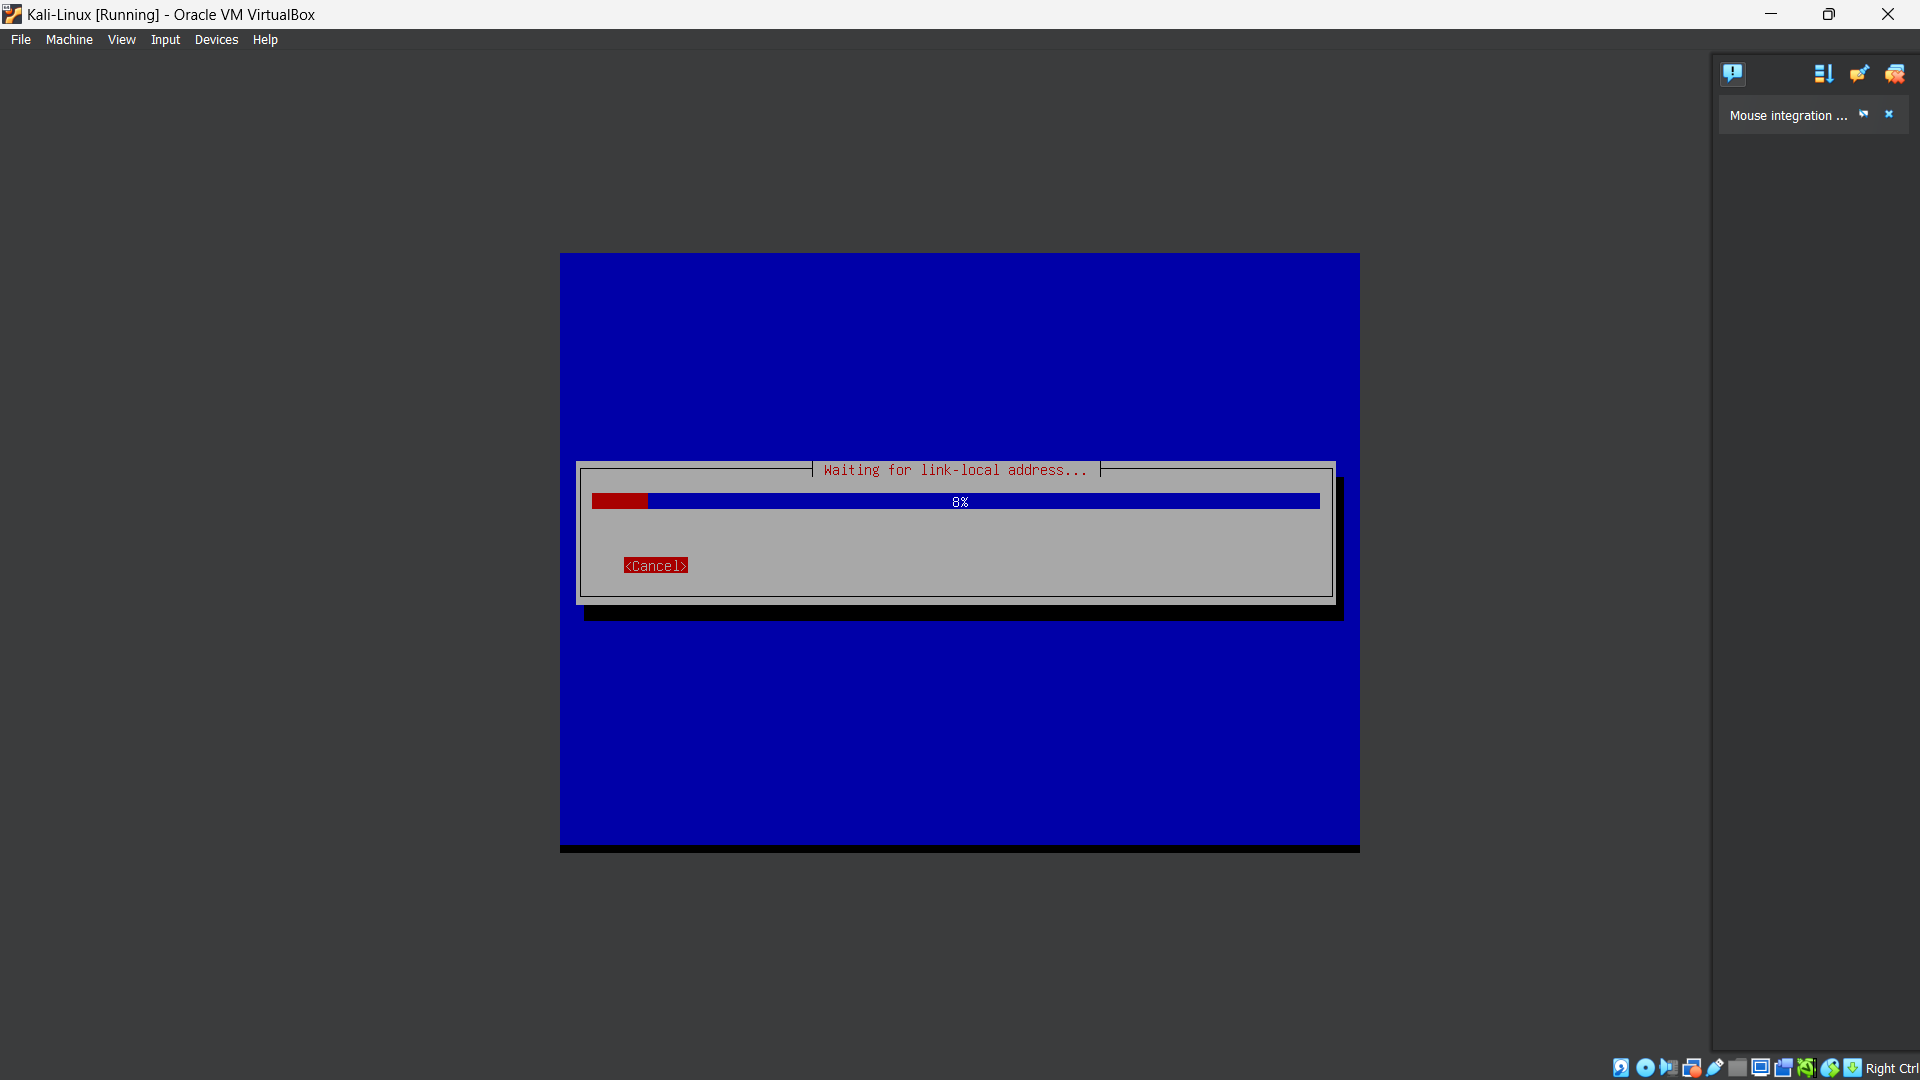 Kali-Linux [Running] - Oracle VM VirtualBox
File Machine View Input Devices Help
Mouse integration ...
Waiting for link-local address...
8%
<Cancel>
Right Ctrl